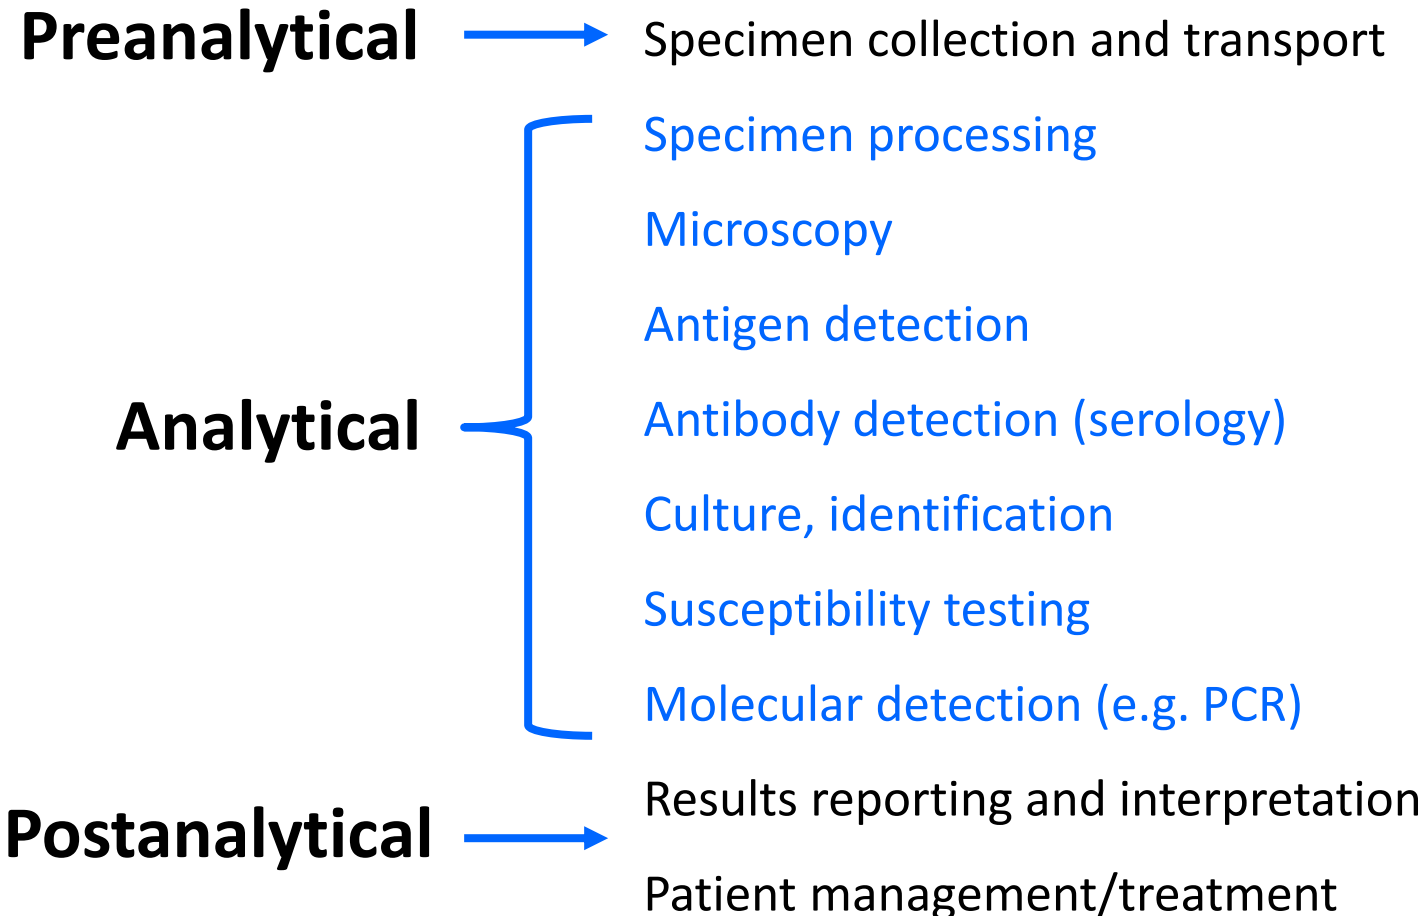 Preanalytical
Specimen collection and transport
Specimen processing
Microscopy
Antigen detection
Analytical
Antibody detection (serology)
Culture, identification
Susceptibility testing
Molecular detection (e.g. PCR)
Postanalytical
Results reporting and interpretation
Patient management/treatment